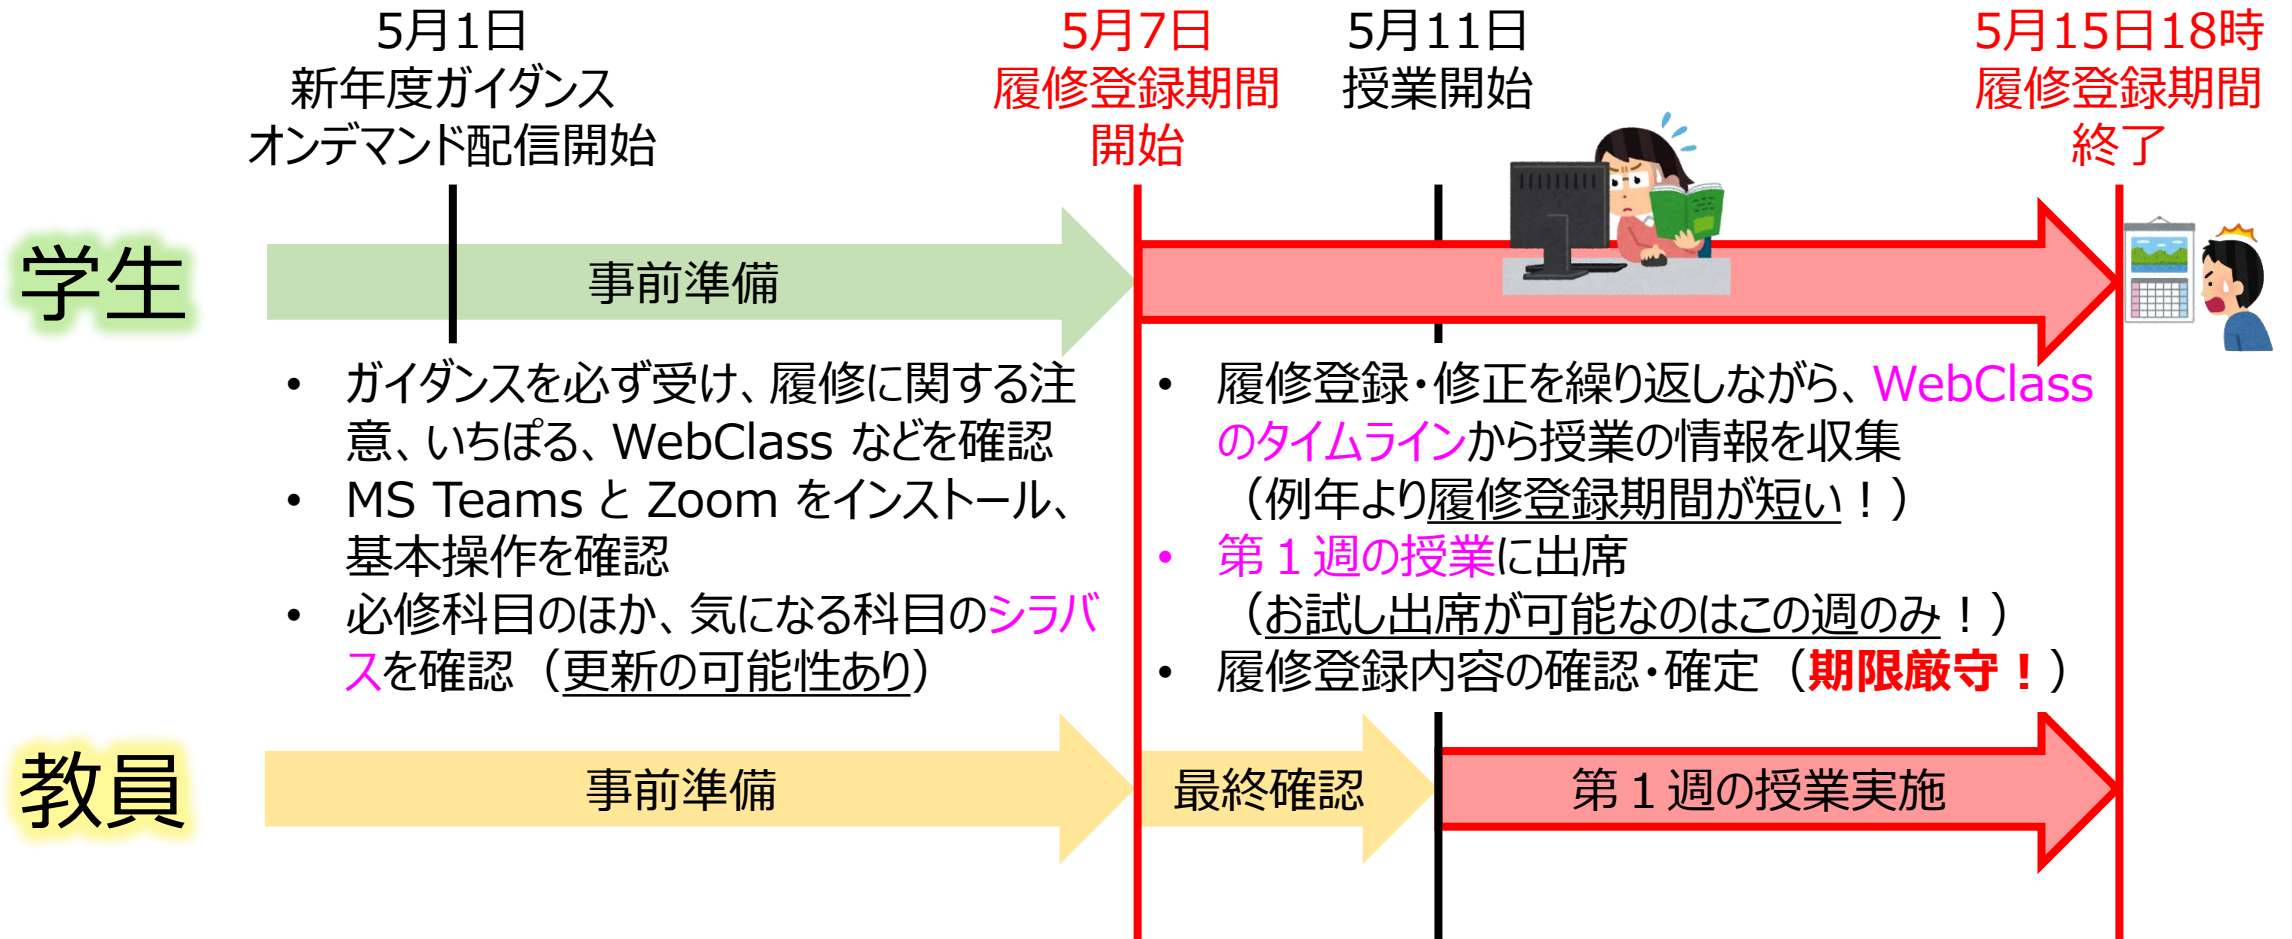 5月1日
新年度ガイダンス
オンデマンド配信開始
5月7日
履修登録期間
開始
5月11日
授業開始
5月15日18時
履修登録期間
終了
学生
事前準備
• ガイダンスを必ず受け、履修に関する注
意、いちぽる、WebClass などを確認
• MS Teams と Zoom をインストール、
基本操作を確認
• 必修科目のほか、気になる科目のシラバ
スを確認（更新の可能性あり）
• 履修登録・修正を繰り返しながら、WebClass
のタイムラインから授業の情報を収集
（例年より履修登録期間が短い！）
• 第１週の授業に出席
（お試し出席が可能なのはこの週のみ！）
• 履修登録内容の確認・確定（期限厳守！）
教員
事前準備
最終確認
第１週の授業実施